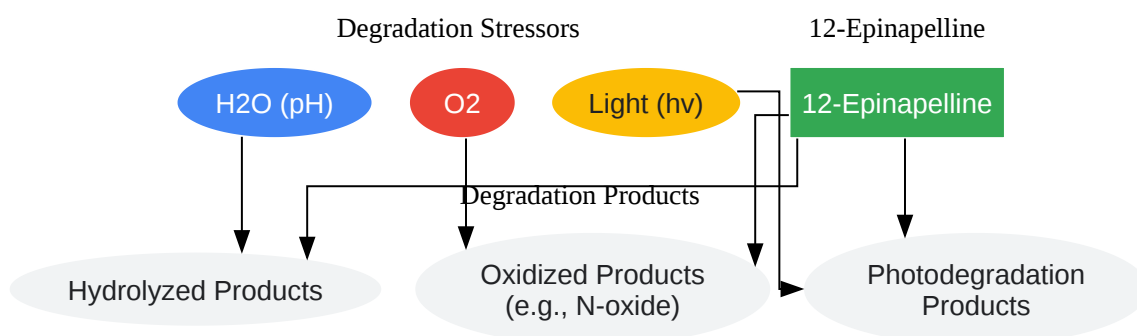 Degradation Stressors
12-Epinapelline
H2O (pH)
O2
Light (hv)
12-Epinapelline
Degradation Products
Hydrolyzed Products
Oxidized Products
(e.g., N-oxide)
Photodegradation
Products